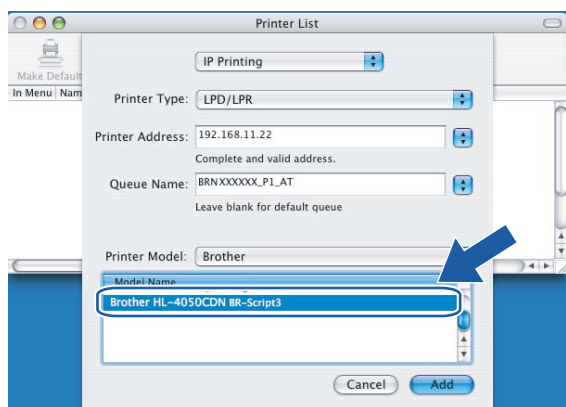 Printer List
IP Printing
Make Default
In Menu Nam
Printer Type: LPD/LPR
Printer Address: 192.168.11.22
Complete and valid address.
Queue Name: BRNXXXXXX_P1_AT
Leave blank for default queue
Printer Model: Brother
Model Name
Brother HL-4050CDN BR-Script3
Cancel Add